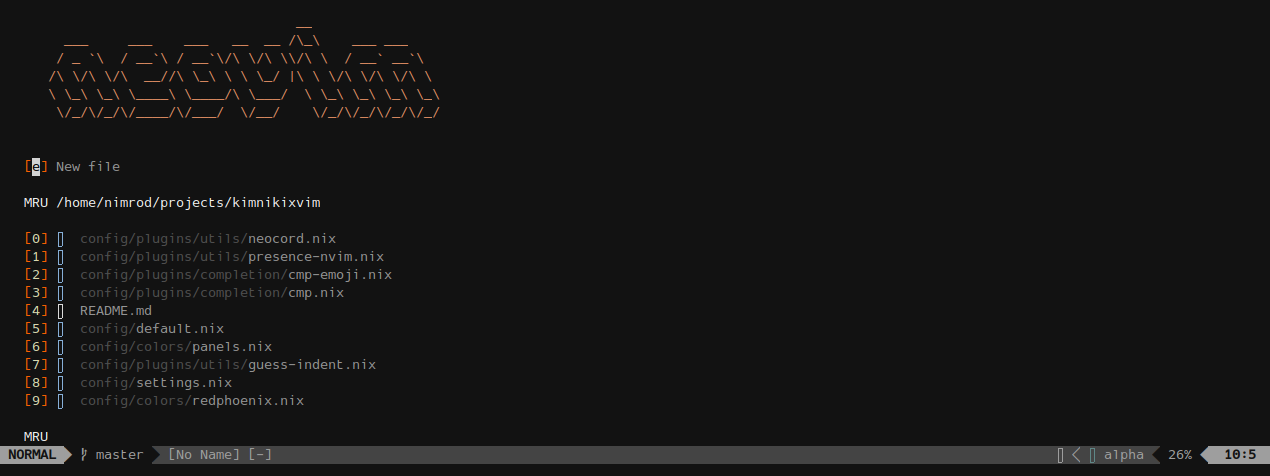 [e] New file
MRU /home/nimrod/projects/kimnikixvim
[0] config/plugins/utils/neocord.nix
[1] config/plugins/utils/presence-nvim.nix
[2] config/plugins/completion/cmp-emoji.nix
[3] config/plugins/completion/cmp.nix
[4] README.md
[5] config/default.nix
[6] config/colors/panels.nix
[7] config/plugins/utils/guess-indent.nix
[8] config/settings.nix
[9] config/colors/redphoenix.nix
MRU
NORMAL master [No Name] [-] alpha 26% 10:5